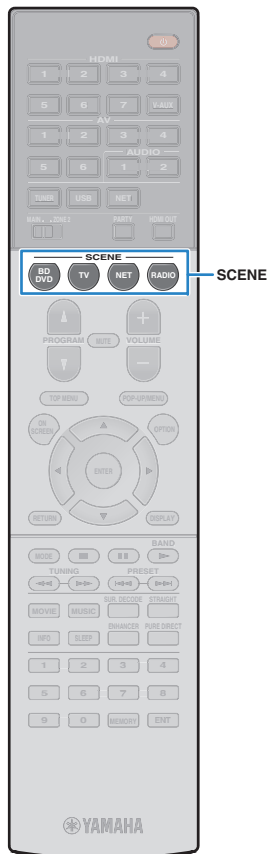 HDMI
1 2 3 4
5 6 7 V-AUX
AV
1 2 3 4
AUDIO
5 6 1 2
TUNER USB NET
MAIN ZONE 2 PARTY HDMI OUT
SCENE
BD DVD TV NET RADIO SCENE
PROGRAM MUTE VOLUME
TOP MENU POP-UP/MENU
ON SCREEN OPTION
ENTER
RETURN DISPLAY
BAND
MODE
TUNING PRESET
MOVIE MUSIC SUR. DECODE STRAIGHT
INFO SLEEP ENHANCER PURE DIRECT
1 2 3 4
5 6 7 8
9 0 MEMORY ENT
YAMAHA